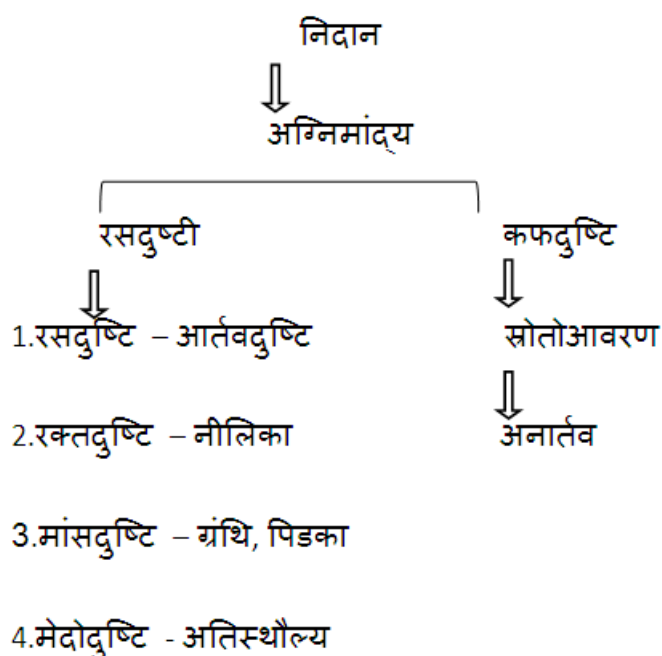 निदान
अग्निमांद्य
रसदुष्टी कफदुष्टि
1.रसदुष्टि – आर्तवदुष्टि स्रोतोआवरण
2.रक्तदुष्टि – नीलिका अनार्तव
3.मांसदुष्टि – ग्रंथि, पिडका
4.मेदोदुष्टि - अतिस्थौल्य